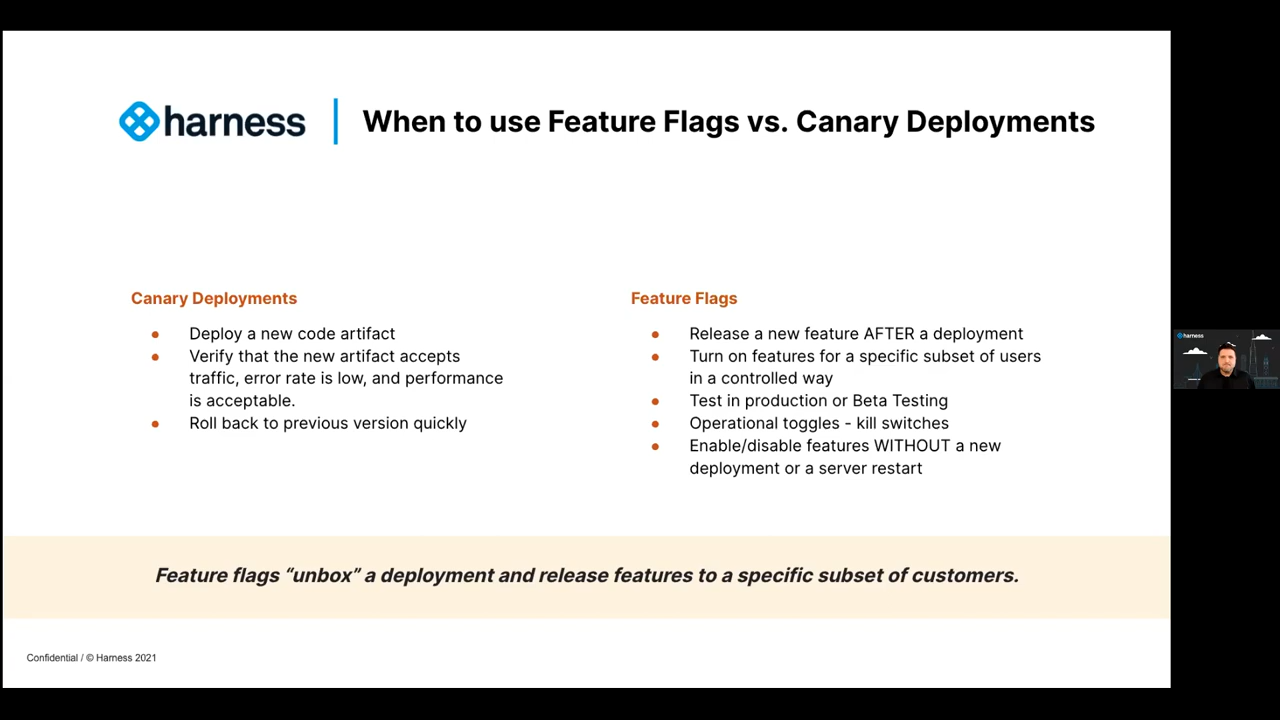 harness
When to use Feature Flags vs. Canary Deployments
Canary Deployments
● Deploy a new code artifact
● Verify that the new artifact accepts
traffic, error rate is low, and performance
is acceptable.
● Roll back to previous version quickly
Feature Flags
● Release a new feature AFTER a deployment
● Turn on features for a specific subset of users
in a controlled way
● Test in production or Beta Testing
● Operational toggles - kill switches
● Enable/disable features WITHOUT a new
deployment or a server restart
harness
Feature flags “unbox” a deployment and release features to a specific subset of customers.
Confidential / © Harness 2021